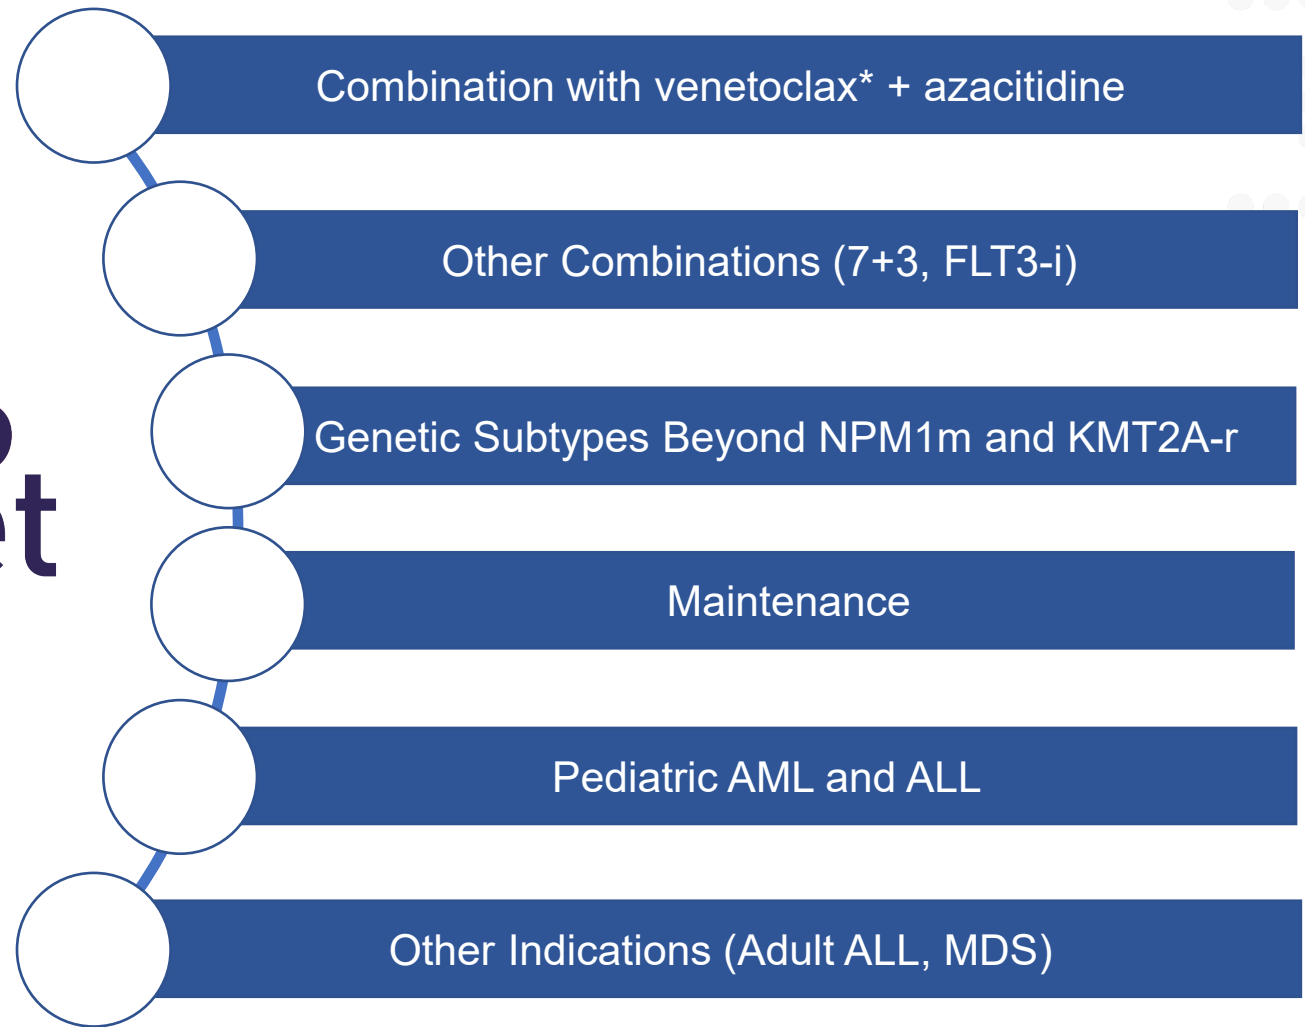 Combination with venetoclax* + azacitidine
Other Combinations (7+3, FLT3-i)
Genetic Subtypes Beyond NPM1m and KMT2A-r
Maintenance
Pediatric AML and ALL
Other Indications (Adult ALL, MDS)